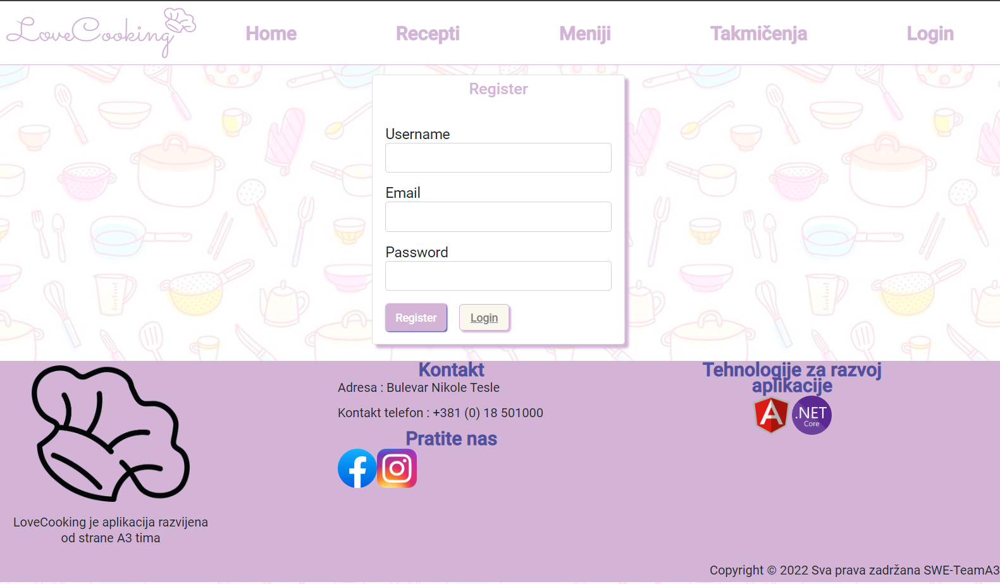 LoveCooking
Home
Recepti
Meniji
Takmičenja
Login
Register
Username
Email
Password
Register
Login
LoveCooking je aplikacija razvijena
od strane A3 tima
Kontakt
Adresa : Bulevar Nikole Tesle
Kontakt telefon : +381 (0) 18 501000
Pratite nas
Tehnologije za razvoj
aplikacije
.NET
Core
Copyright © 2022 Sva prava zadržana SWE-TeamA3